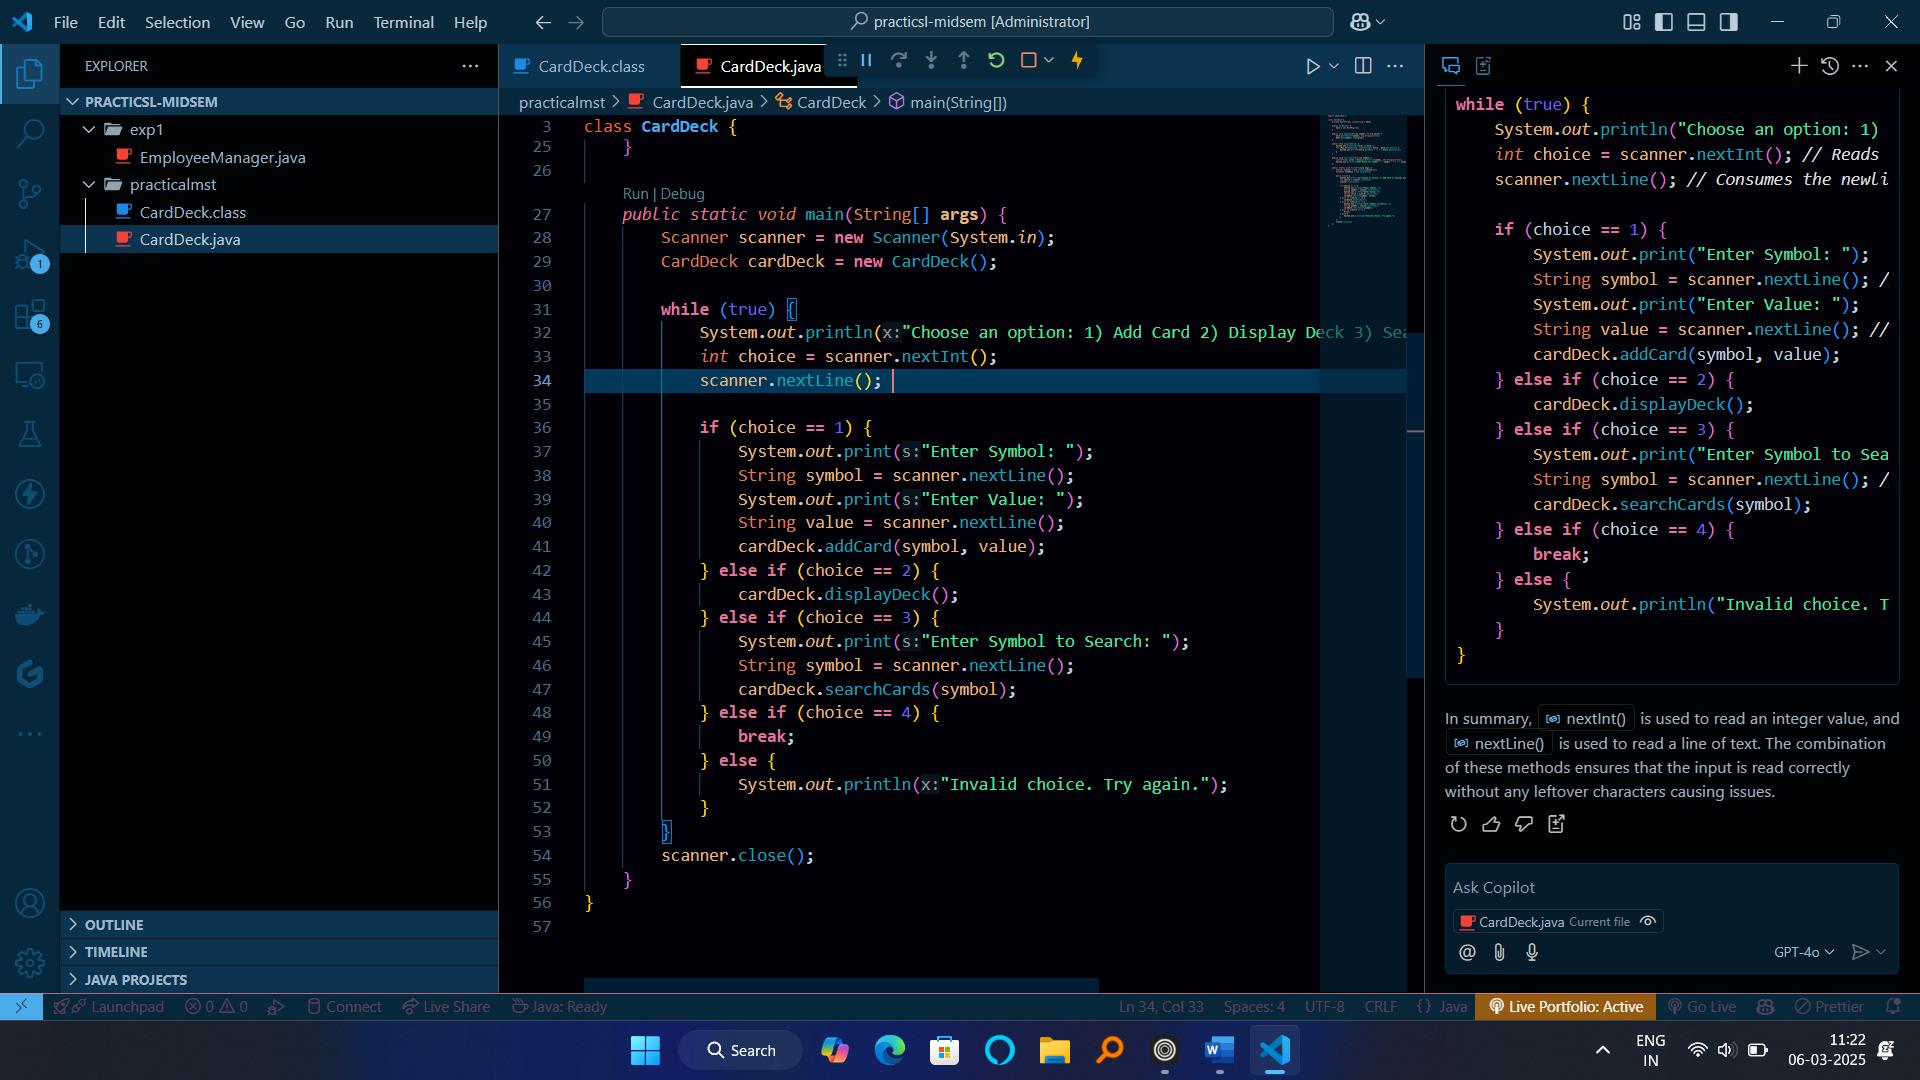 File Edit Selection View Go Run Terminal Help
practicsl-midsem [Administrator]
EXPLORER
PRACTICSL-MIDSEM
exp1
EmployeeManager.java
practicalmst
CardDeck.class
CardDeck.java
1
6
OUTLINE
TIMELINE
JAVA PROJECTS
CardDeck.class
CardDeck.java
practicalmst > CardDeck.java > CardDeck > main(String[])
3 class CardDeck {
25 }
26
Run | Debug
27 public static void main(String[] args) {
28 Scanner scanner = new Scanner(System.in);
29 CardDeck cardDeck = new CardDeck();
30
31 while (true) {
32 System.out.println(x:"Choose an option: 1) Add Card 2) Display Deck 3) Sea
33 int choice = scanner.nextInt();
34 scanner.nextLine();
35
36 if (choice == 1) {
37 System.out.print(s:"Enter Symbol: ");
38 String symbol = scanner.nextLine();
39 System.out.print(s:"Enter Value: ");
40 String value = scanner.nextLine();
41 cardDeck.addCard(symbol, value);
42 } else if (choice == 2) {
43 cardDeck.displayDeck();
44 } else if (choice == 3) {
45 System.out.print(s:"Enter Symbol to Search: ");
46 String symbol = scanner.nextLine();
47 cardDeck.searchCards(symbol);
48 } else if (choice == 4) {
49 break;
50 } else {
51 System.out.println(x:"Invalid choice. Try again.");
52 }
53 }
54 scanner.close();
55 }
56 }
57
while (true) {
System.out.println("Choose an option: 1)
int choice = scanner.nextInt(); // Reads
scanner.nextLine(); // Consumes the newli
if (choice == 1) {
System.out.print("Enter Symbol: ");
String symbol = scanner.nextLine(); /
System.out.print("Enter Value: ");
String value = scanner.nextLine(); //
cardDeck.addCard(symbol, value);
} else if (choice == 2) {
cardDeck.displayDeck();
} else if (choice == 3) {
System.out.print("Enter Symbol to Sea
String symbol = scanner.nextLine(); /
cardDeck.searchCards(symbol);
} else if (choice == 4) {
break;
} else {
System.out.println("Invalid choice. T
}
}
In summary, nextInt() is used to read an integer value, and
nextLine() is used to read a line of text. The combination
of these methods ensures that the input is read correctly
without any leftover characters causing issues.
Ask Copilot
CardDeck.java Current file
GPT-4o
Launchpad 0 0 Connect Live Share Java: Ready Ln 34, Col 33 Spaces: 4 UTF-8 CRLF {} Java Live Portfolio: Active Go Live Prettier
Search
ENG
IN
11:22
06-03-2025